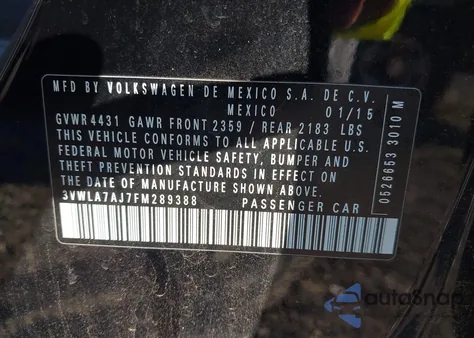 MFD BY VOLKSWAGEN DE MEXICO S.A. DE C.V.
MEXICO 01/15
GVWR 4431 GAWR FRONT 2359 / REAR 2183 LBS
THIS VEHICLE CONFORMS TO ALL APPLICABLE U.S.
FEDERAL MOTOR VEHICLE SAFETY, BUMPER AND
THEFT PREVENTION STANDARDS IN EFFECT ON
THE DATE OF MANUFACTURE SHOWN ABOVE.
3VWLA7AJ7FM289388 PASSENGER CAR
0526653 3010 M
autoSnap